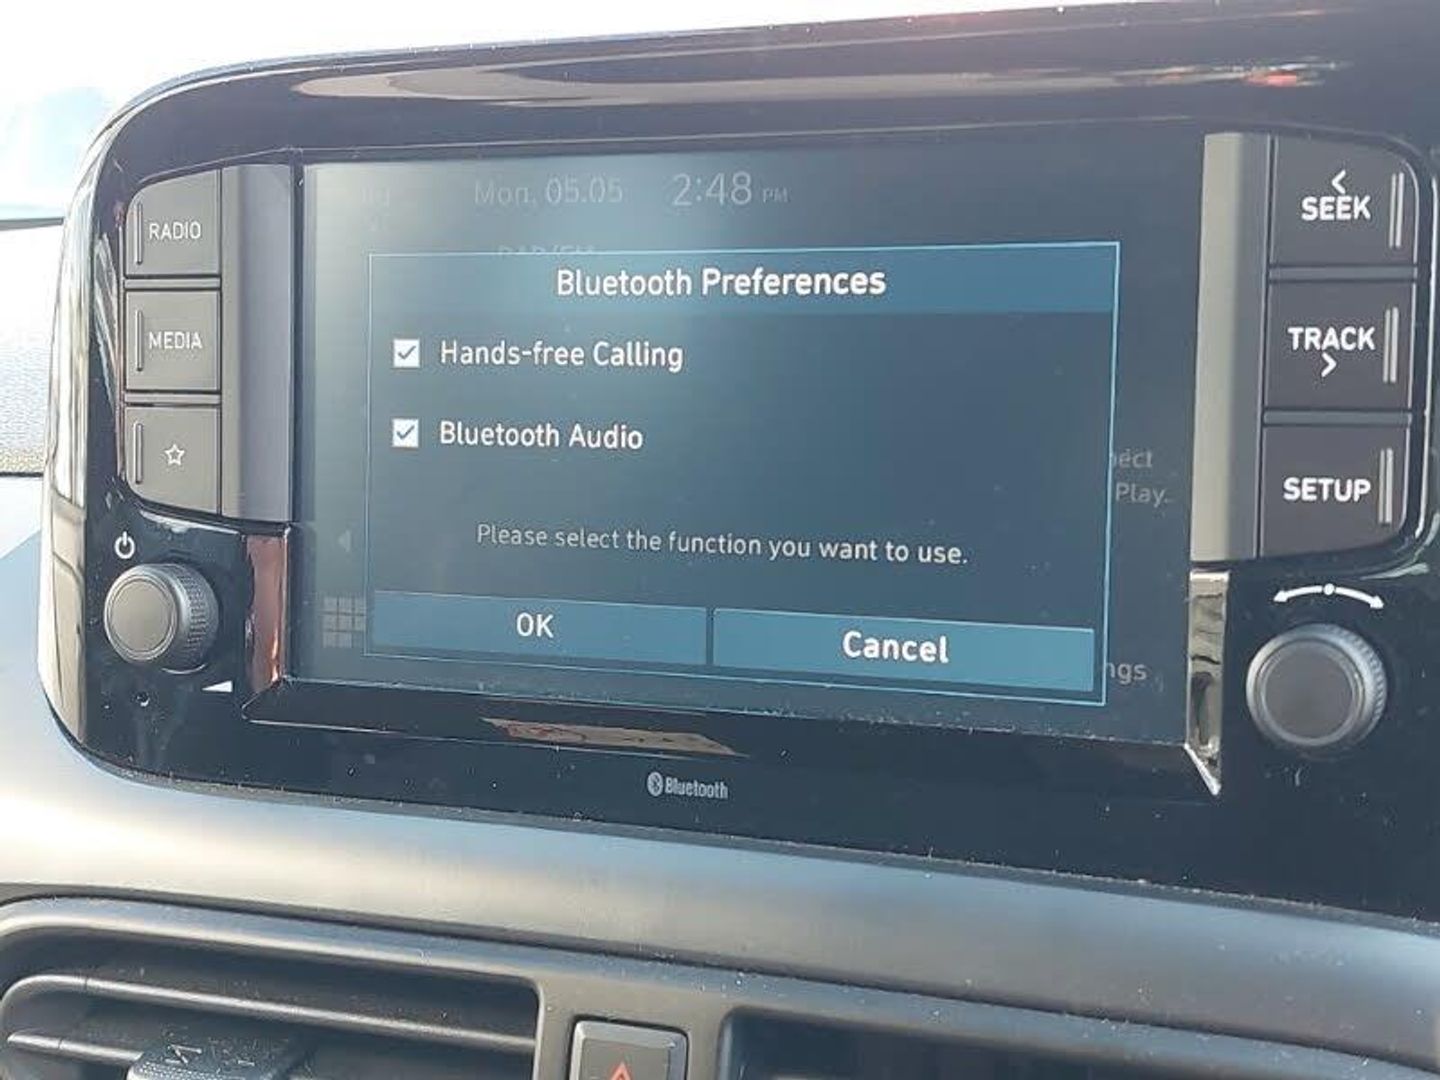 Mon, 05.05 2:48 PM
RADIO
MEDIA
< SEEK
TRACK >
SETUP
Bluetooth Preferences
Hands-free Calling
Bluetooth Audio
Please select the function you want to use.
OK
Cancel
Play.
Bluetooth